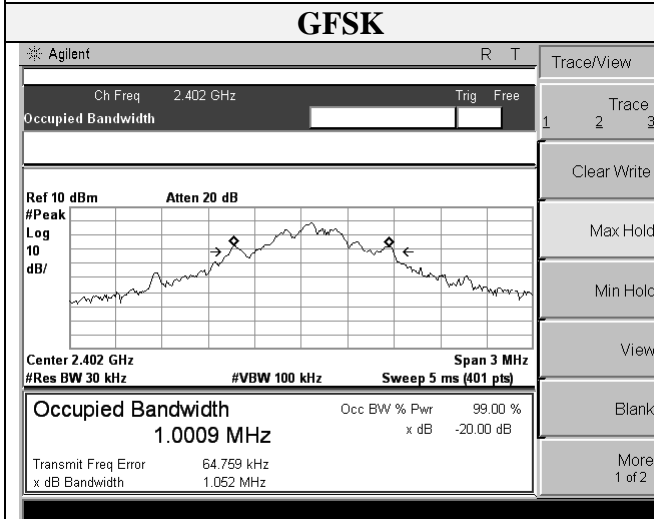 GFSK
Agilent R T
Trace/View
Ch Freq 2.402 GHz Trig Free
Occupied Bandwidth
Trace
1 2 3
Clear Write
Ref 10 dBm Atten 20 dB
#Peak
Log
10
dB/
Max Hold
Min Hold
Center 2.402 GHz Span 3 MHz
#Res BW 30 kHz #VBW 100 kHz Sweep 5 ms (401 pts)
View
Occupied Bandwidth Occ BW % Pwr 99.00 %
1.0009 MHz x dB -20.00 dB
Blank
Transmit Freq Error 64.759 kHz
x dB Bandwidth 1.052 MHz
More
1 of 2